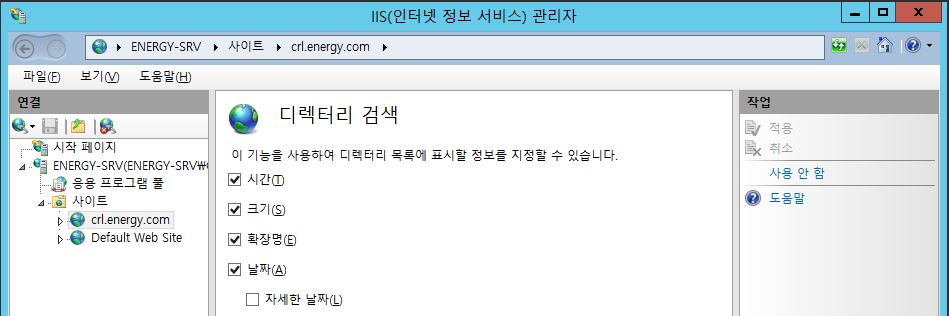 IIS(인터넷 정보 서비스) 관리자
ENERGY-SRV 사이트 crl.energy.com
파일(F) 보기(V) 도움말(H)
연결
시작 페이지
ENERGY-SRV(ENERGY-SRV\
응용 프로그램 풀
사이트
crl.energy.com
Default Web Site
디렉터리 검색
이 기능을 사용하여 디렉터리 목록에 표시할 정보를 지정할 수 있습니다.
시간(T)
크기(S)
확장명(E)
날짜(A)
자세한 날짜(L)
작업
적용
취소
사용 안 함
도움말